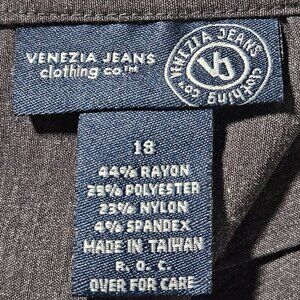 VENEZIA JEANS
clothing co™
VENEZIA JEANS
VJ
clothing co
18
44% RAYON
29% POLYESTER
23% NYLON
4% SPANDEX
MADE IN TAIWAN
R. O. C.
OVER FOR CARE